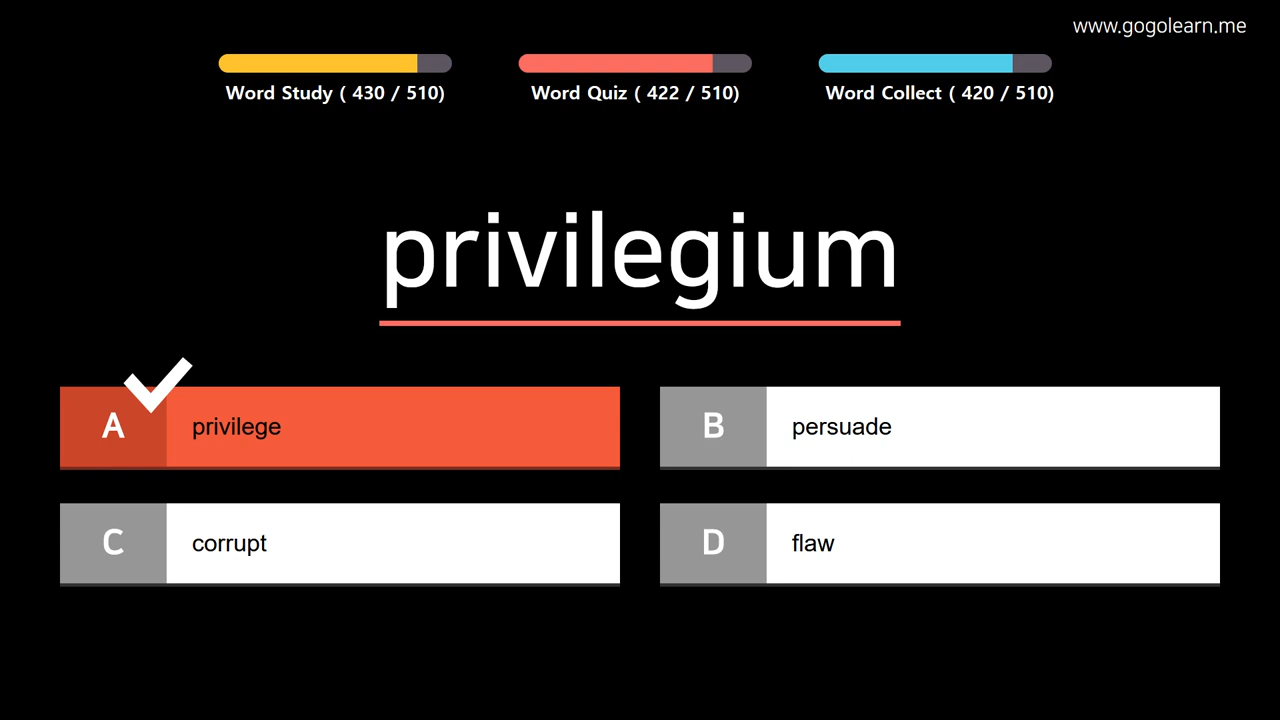 www.gogolearn.me
Word Study ( 430 / 510)
Word Quiz ( 422 / 510)
Word Collect ( 420 / 510)
privilegium
A privilege
B persuade
C corrupt
D flaw